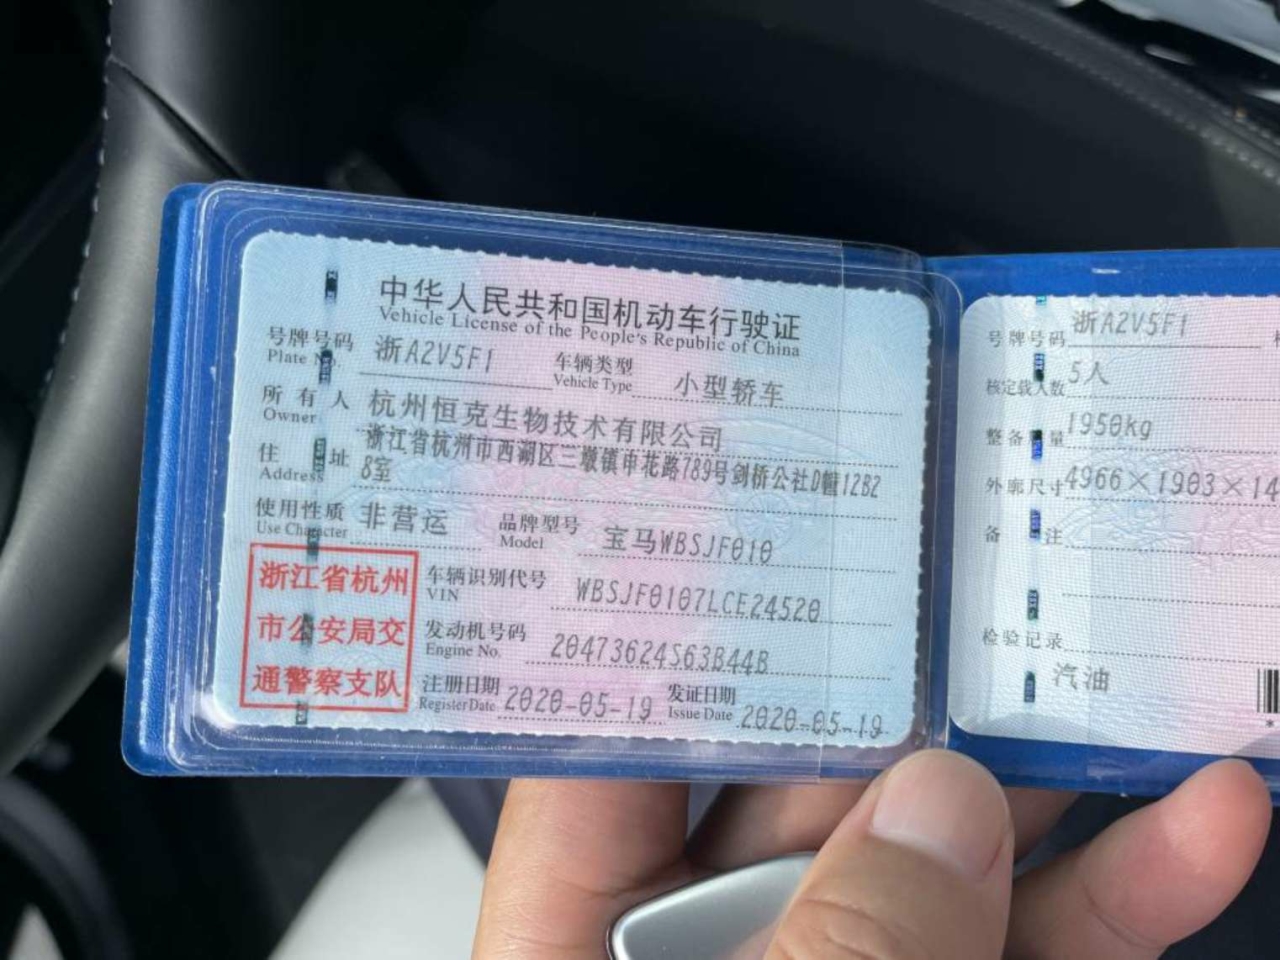 中华人民共和国机动车行驶证
Vehicle License of the People's Republic of China
号牌号码 浙A2V5F1 车辆类型 小型轿车
Plate N Vehicle Type
所有人 杭州恒克生物技术有限公司
Owner
住址 浙江省杭州市西湖区三墩镇申花路789号剑桥公社D幢12B2
Address 8室
使用性质 非营运 品牌型号 宝马WBSJF010
Use Character Model
浙江省杭州
市公安局交
通警察支队
车辆识别代号 WBSJF0107LCE24520
VIN
发动机号码 20473624S63B44B
Engine No.
注册日期 2020-05-19 发证日期 2020-05-19
Register Date Issue Date
号牌号码 浙A2V5F1
核定载人数 5人
整备质量 1950kg
外廓尺寸 4966×1903×14
备注
检验记录
汽油
*